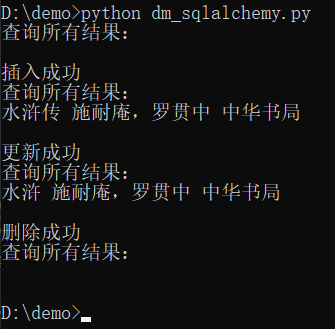 D:\demo>python dm_sqlalchemy.py
查询所有结果：
插入成功
查询所有结果：
水浒传 施耐庵，罗贯中 中华书局
更新成功
查询所有结果：
水浒 施耐庵，罗贯中 中华书局
删除成功
查询所有结果：
D:\demo>